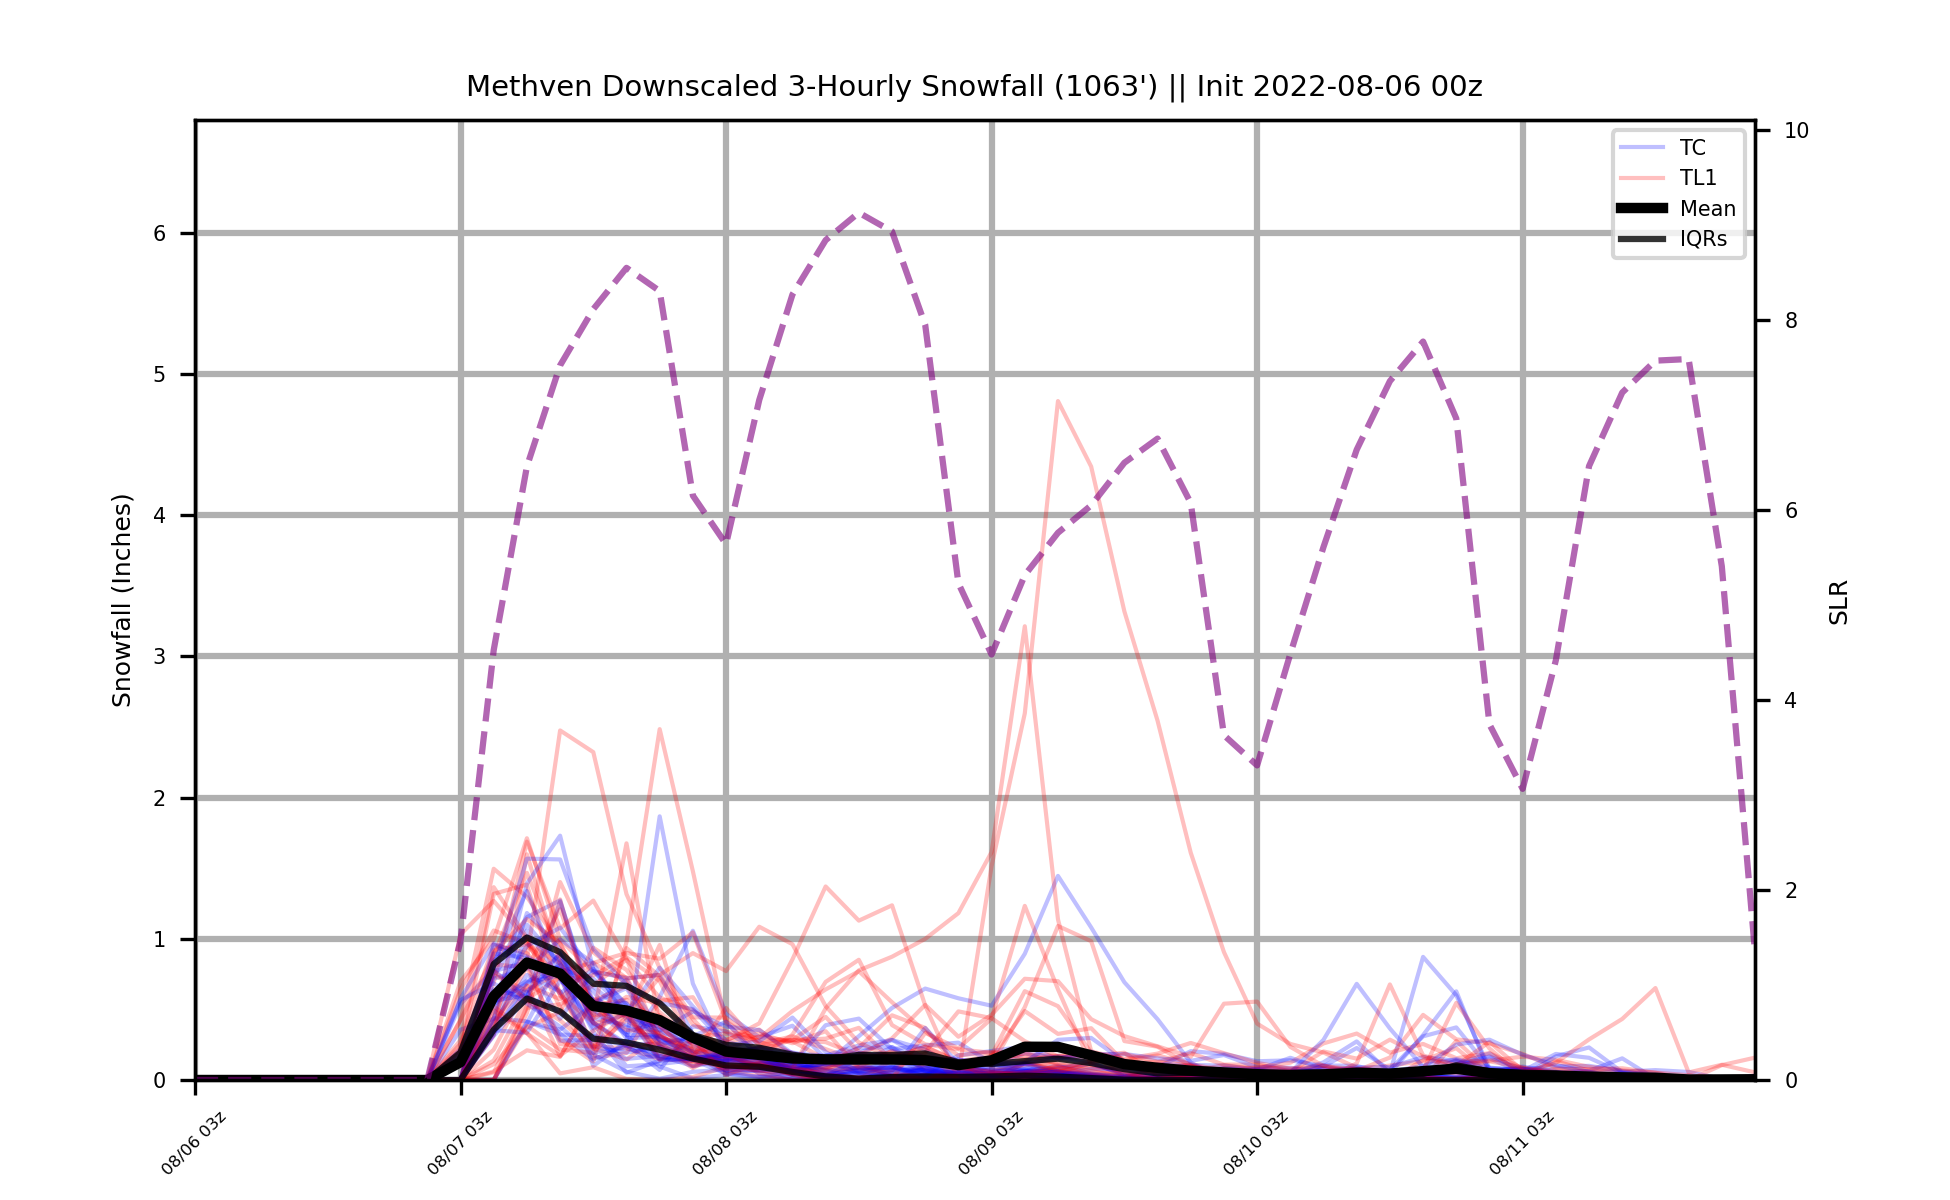 Methven Downscaled 3-Hourly Snowfall (1063') || Init 2022-08-06 00z
TC
TL1
Mean
IQRs
Snowfall (Inches)
6
5
4
3
2
1
0
10
8
6
4
2
0
SLR
08/06 03z
08/07 03z
08/08 03z
08/09 03z
08/10 03z
08/11 03z